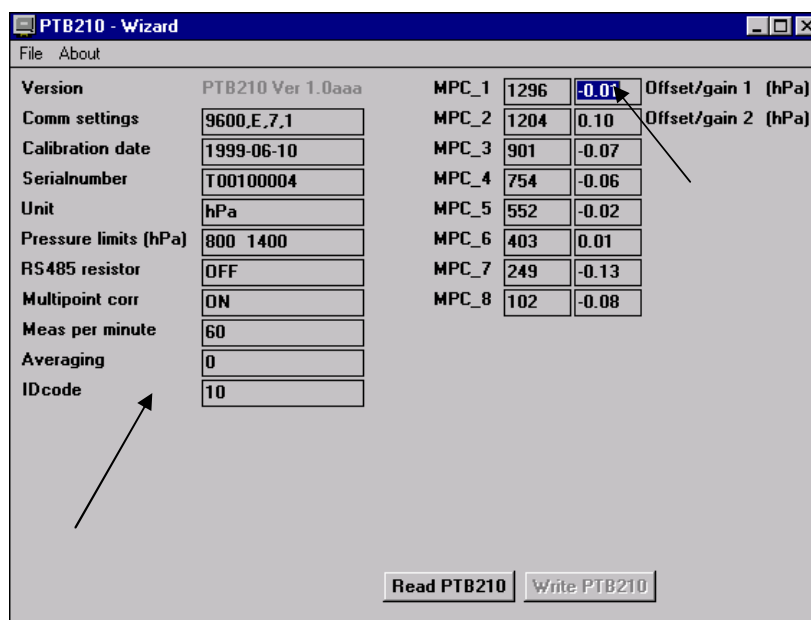 PTB210 - Wizard
File About
Version PTB210 Ver 1.0aaa
Comm settings 9600,E,7,1
Calibration date 1999-06-10
Serialnumber T00100004
Unit hPa
Pressure limits (hPa) 800 1400
RS485 resistor OFF
Multipoint corr ON
Meas per minute 60
Averaging 0
IDcode 10
MPC_1 1296 -0.01 Offset/gain 1 (hPa)
MPC_2 1204 0.10 Offset/gain 2 (hPa)
MPC_3 901 -0.07
MPC_4 754 -0.06
MPC_5 552 -0.02
MPC_6 403 0.01
MPC_7 249 -0.13
MPC_8 102 -0.08
Read PTB210 Write PTB210